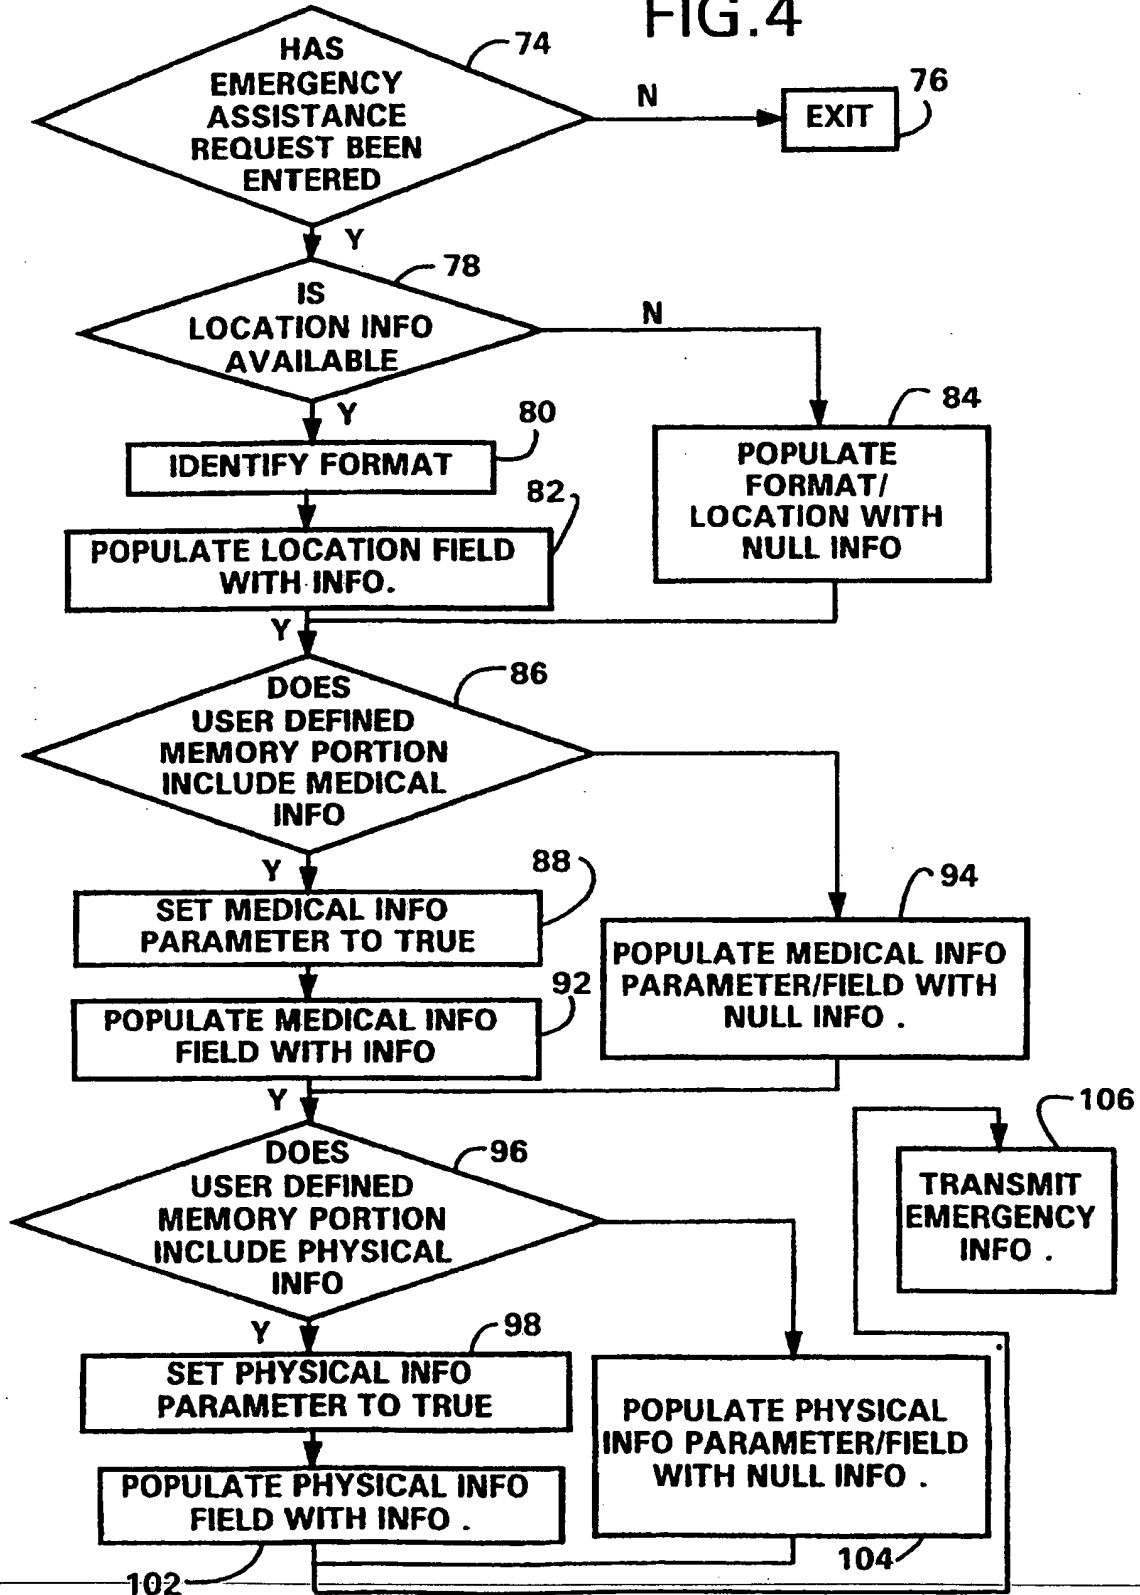 FIG.4
HAS
EMERGENCY
ASSISTANCE
REQUEST BEEN
ENTERED
74
N
EXIT
76
Y
IS
LOCATION INFO
AVAILABLE
78
N
Y
IDENTIFY FORMAT
80
POPULATE LOCATION FIELD
WITH INFO.
82
POPULATE
FORMAT/
LOCATION WITH
NULL INFO
84
Y
DOES
USER DEFINED
MEMORY PORTION
INCLUDE MEDICAL
INFO
86
Y
SET MEDICAL INFO
PARAMETER TO TRUE
88
POPULATE MEDICAL INFO
FIELD WITH INFO
92
POPULATE MEDICAL INFO
PARAMETER/FIELD WITH
NULL INFO .
94
Y
DOES
USER DEFINED
MEMORY PORTION
INCLUDE PHYSICAL
INFO
96
Y
SET PHYSICAL INFO
PARAMETER TO TRUE
98
POPULATE PHYSICAL INFO
FIELD WITH INFO .
102
POPULATE PHYSICAL
INFO PARAMETER/FIELD
WITH NULL INFO .
104
TRANSMIT
EMERGENCY
INFO .
106